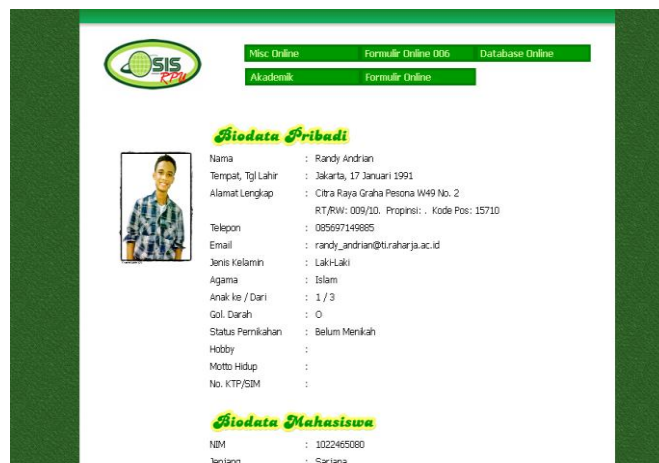 OSIS
RPU
Misc Online Formulir Online 006 Database Online
Akademik Formulir Online
Biodata Pribadi
Nama : Randy Andrian
Tempat, Tgl Lahir : Jakarta, 17 Januari 1991
Alamat Lengkap : Citra Raya Graha Pesona W49 No. 2
RT/RW: 009/10. Propinsi: . Kode Pos: 15710
Telepon : 085697149885
Email : randy_andrian@ti.raharja.ac.id
Jenis Kelamin : Laki-Laki
Agama : Islam
Anak ke / Dari : 1 / 3
Gol. Darah : O
Status Pernikahan : Belum Menikah
Hobby :
Motto Hidup :
No. KTP/SIM :
Biodata Mahasiswa
NIM : 1022465080
Jenjang : Sarjana